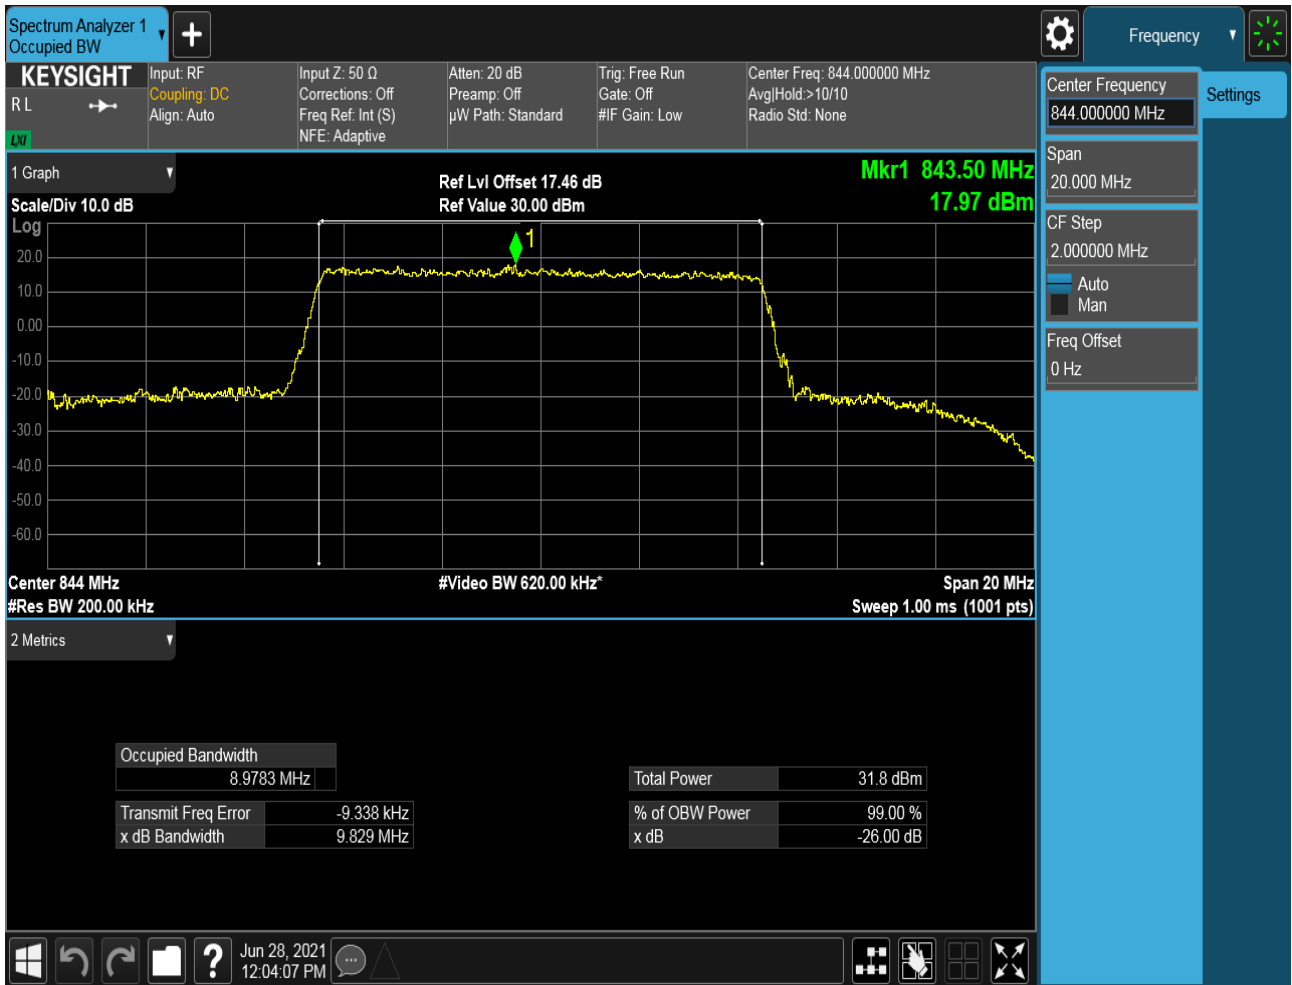 Spectrum Analyzer 1
Occupied BW
+
Frequency
KEYSIGHT
R L
LXI
Input: RF
Coupling: DC
Align: Auto
Input Z: 50 Ω
Corrections: Off
Freq Ref: Int (S)
NFE: Adaptive
Atten: 20 dB
Preamp: Off
µW Path: Standard
Trig: Free Run
Gate: Off
#IF Gain: Low
Center Freq: 844.000000 MHz
Avg|Hold:>10/10
Radio Std: None
Center Frequency
844.000000 MHz
Settings
Span
20.000 MHz
CF Step
2.000000 MHz
Auto
Man
Freq Offset
0 Hz
1 Graph
Scale/Div 10.0 dB
Log
Ref Lvl Offset 17.46 dB
Ref Value 30.00 dBm
Mkr1 843.50 MHz
17.97 dBm
1
20.0
10.0
0.00
-10.0
-20.0
-30.0
-40.0
-50.0
-60.0
Center 844 MHz
#Video BW 620.00 kHz*
Span 20 MHz
#Res BW 200.00 kHz
Sweep 1.00 ms (1001 pts)
2 Metrics
Occupied Bandwidth
8.9783 MHz
Total Power 31.8 dBm
Transmit Freq Error -9.338 kHz
% of OBW Power 99.00 %
x dB Bandwidth 9.829 MHz
x dB -26.00 dB
?
Jun 28, 2021
12:04:07 PM